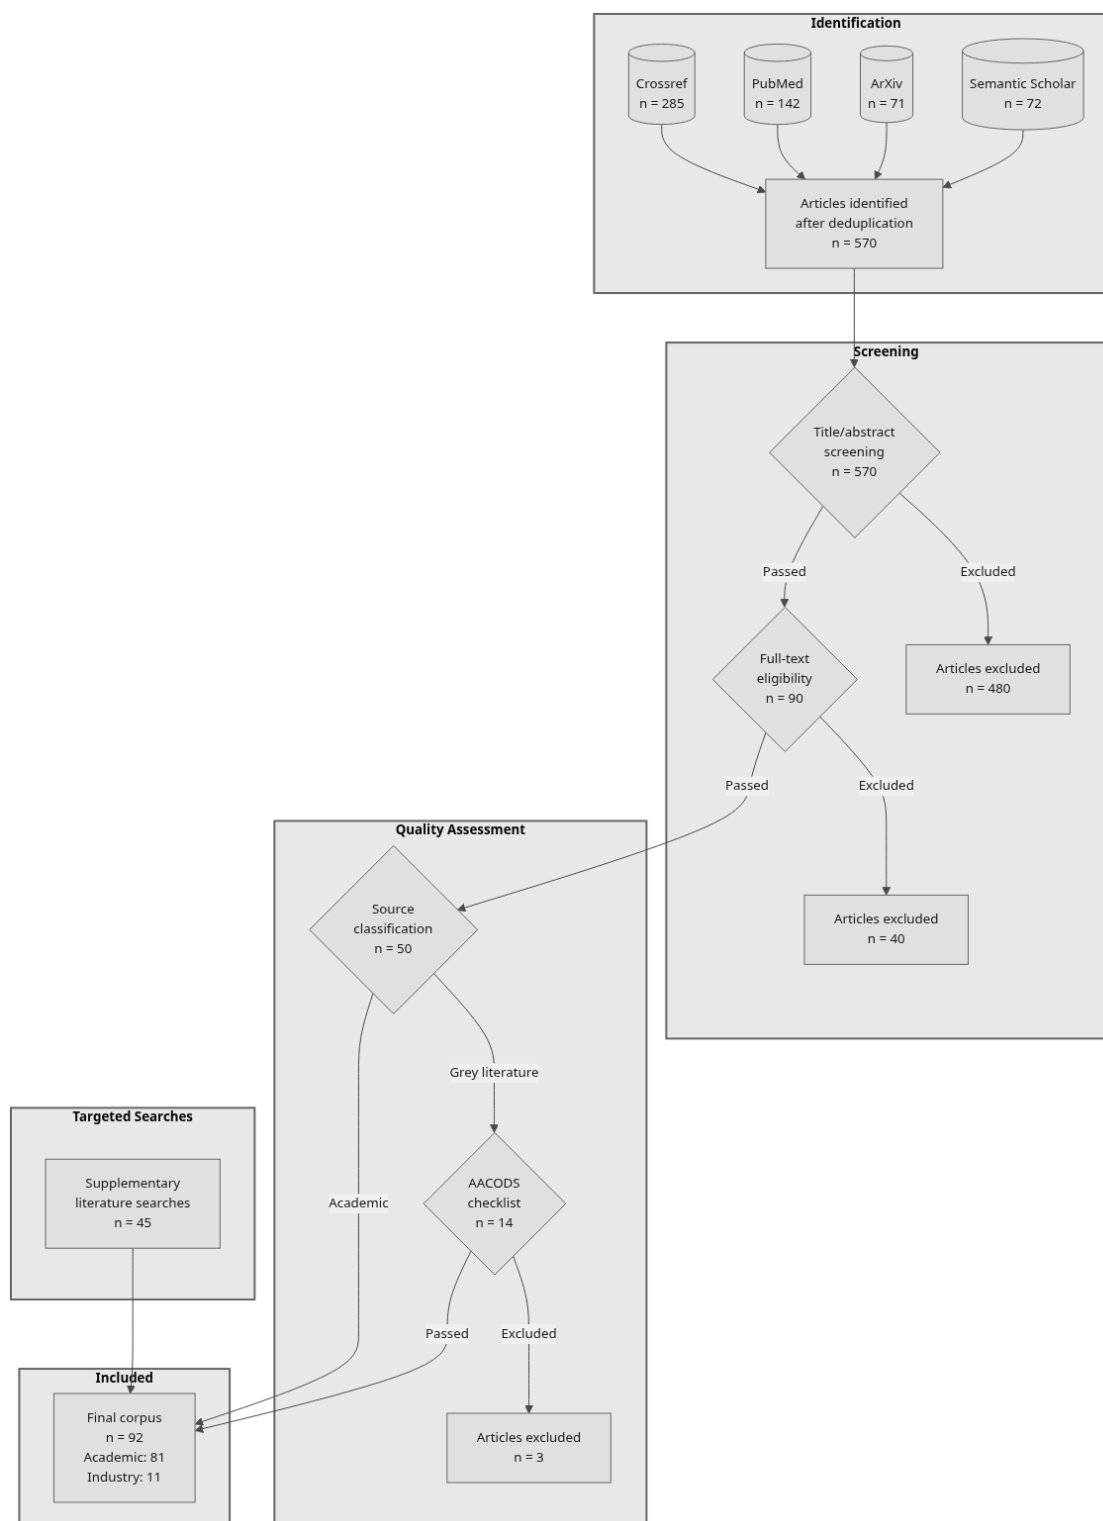 Identification
Crossref
n = 285
PubMed
n = 142
ArXiv
n = 71
Semantic Scholar
n = 72
Articles identified
after deduplication
n = 570
Screening
Title/abstract
screening
n = 570
Passed
Excluded
Full-text
eligibility
n = 90
Articles excluded
n = 480
Passed
Excluded
Quality Assessment
Source
classification
n = 50
Articles excluded
n = 40
Grey literature
Targeted Searches
Supplementary
literature searches
n = 45
Academic
AACODS
checklist
n = 14
Passed
Excluded
Included
Final corpus
n = 92
Academic: 81
Industry: 11
Articles excluded
n = 3